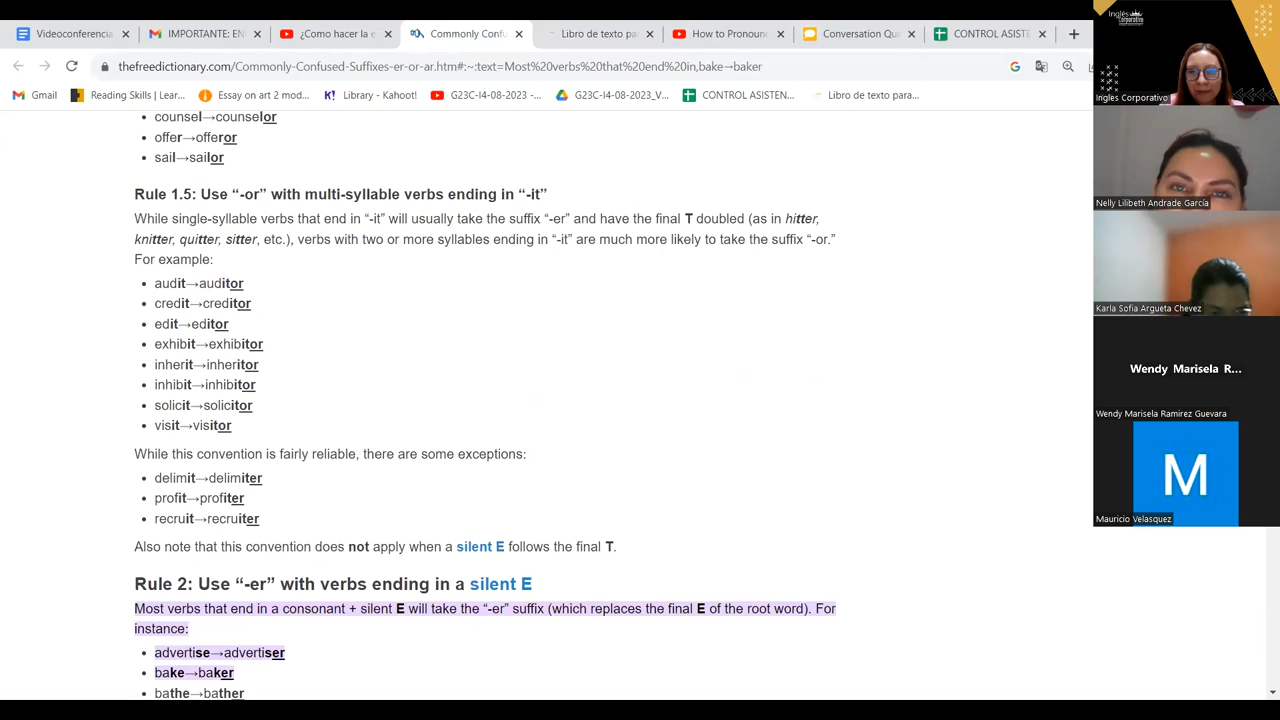 Videoconferencia
IMPORTANTE: EN
¿Como hacer la e
Commonly Confu
Libro de texto pa
How to Pronoun
Conversation Qu
CONTROL ASISTE
thefreedictionary.com/Commonly-Confused-Suffixes-er-or-ar.htm#:~:text=Most%20verbs%20that%20end%20in,bake→baker
Gmail
Reading Skills | Lear...
Essay on art 2 mod...
Library - Kahoot
G23C-I4-08-2023 -...
G23C-I4-08-2023_V...
CONTROL ASISTEN...
Libro de texto para...
counsel→counselor
offer→offeror
sail→sailor
Rule 1.5: Use “-or” with multi-syllable verbs ending in “-it”
While single-syllable verbs that end in “-it” will usually take the suffix “-er” and have the final T doubled (as in hitter,
knitter, quitter, sitter, etc.), verbs with two or more syllables ending in “-it” are much more likely to take the suffix “-or.”
For example:
audit→auditor
credit→creditor
edit→editor
exhibit→exhibitor
inherit→inheritor
inhibit→inhibitor
solicit→solicitor
visit→visitor
While this convention is fairly reliable, there are some exceptions:
delimit→delimiter
profit→profiter
recruit→recruiter
Also note that this convention does not apply when a silent E follows the final T.
Rule 2: Use “-er” with verbs ending in a silent E
Most verbs that end in a consonant + silent E will take the “-er” suffix (which replaces the final E of the root word). For
instance:
advertise→advertiser
bake→baker
bathe→bather
Inglés
Corporativo
Ingles Corporativo
Nelly Lilibeth Andrade García
Karla Sofia Argueta Chevez
Wendy Marisela R...
Wendy Marisela Ramirez Guevara
M
Mauricio Velasquez